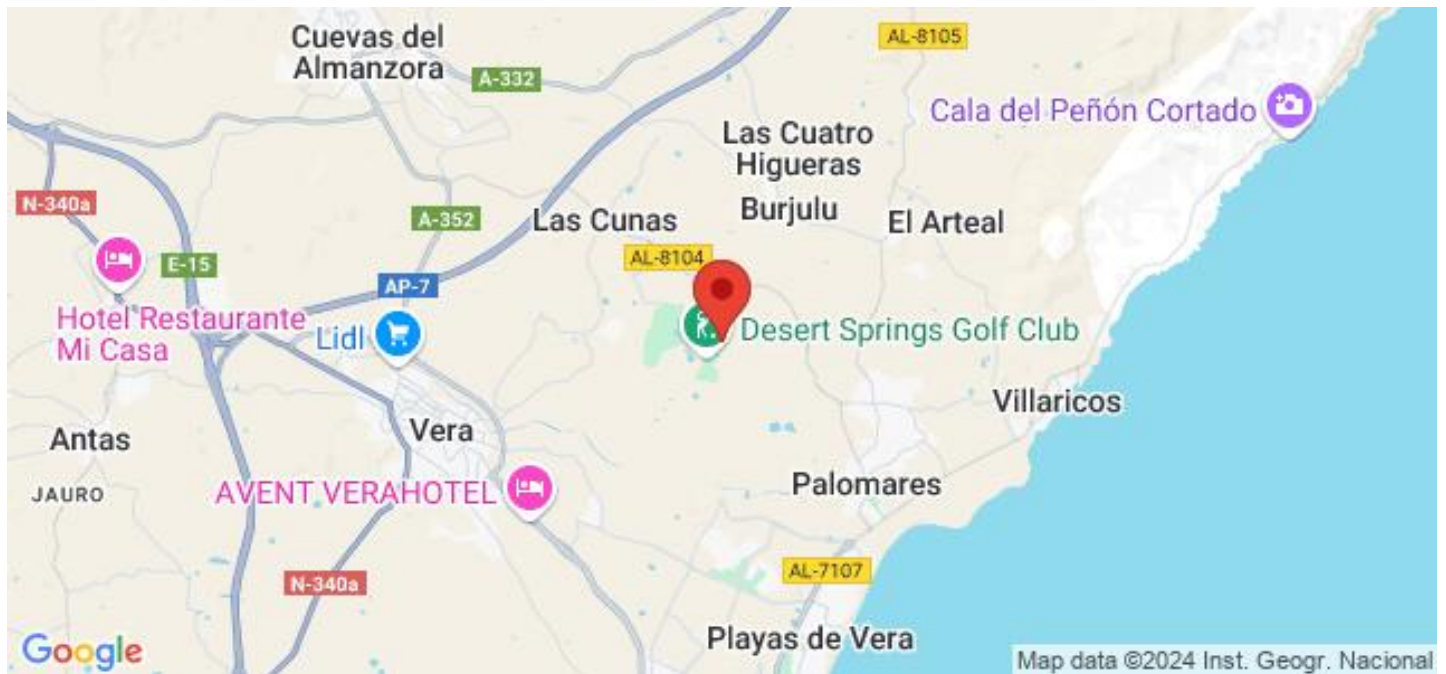 Cuevas del
Almanzora
AL-8105
A-332
Cala del Peñón Cortado
Las Cuatro
Higueras
N-340a
A-352
Las Cunas
Burjulu
El Arteal
E-15
AL-8104
AP-7
Hotel Restaurante
Mi Casa
Lidl
Desert Springs Golf Club
Villaricos
Antas
Vera
JAURO
AVENT VERAHOTEL
Palomares
N-340a
AL-7107
Playas de Vera
Google
Map data ©2024 Inst. Geogr. Nacional